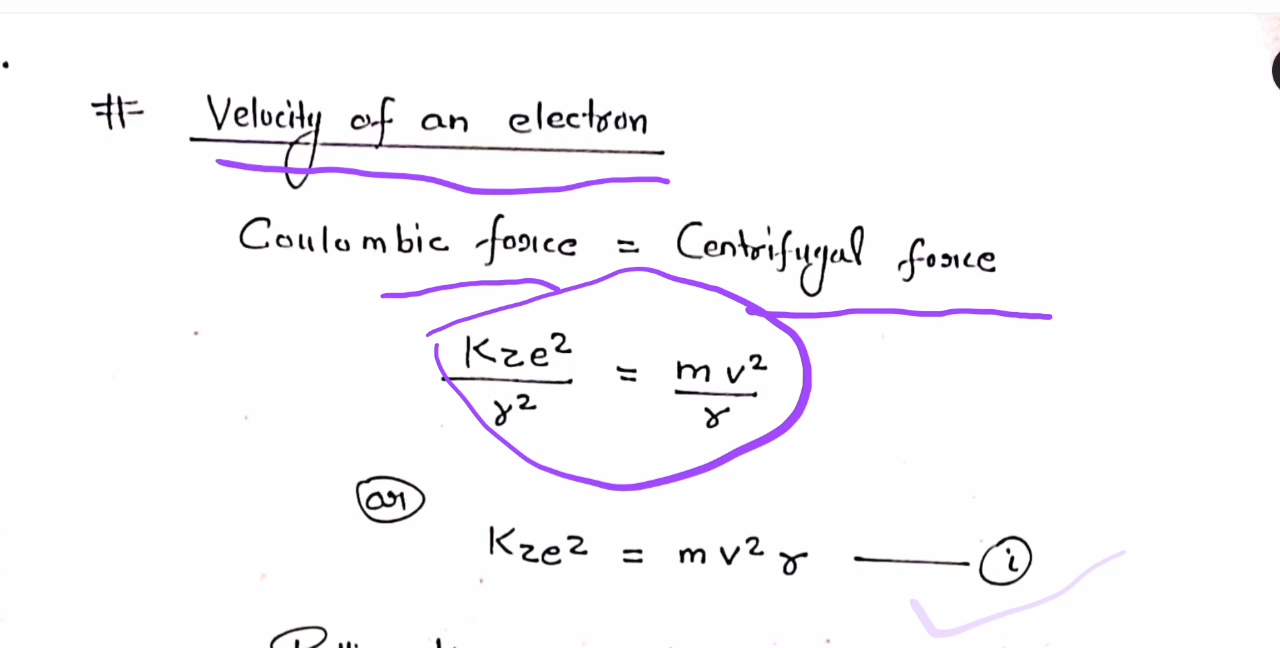 # Velocity of an electron
Coulombic force = Centrifugal force
Kze²/r² = mv²/r
or
Kze² = mv²r —— i